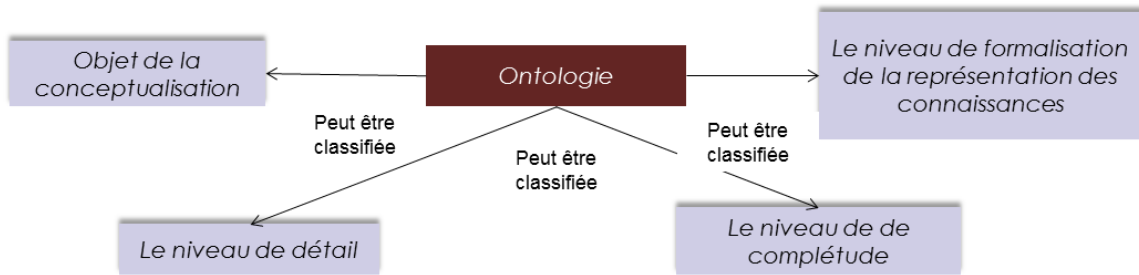 Objet de la
conceptualisation
Ontologie
Le niveau de formalisation
de la représentation des
connaissances
Peut être
classifiée
Peut être
classifiée
Peut être
classifiée
Le niveau de détail
Le niveau de de
complétude